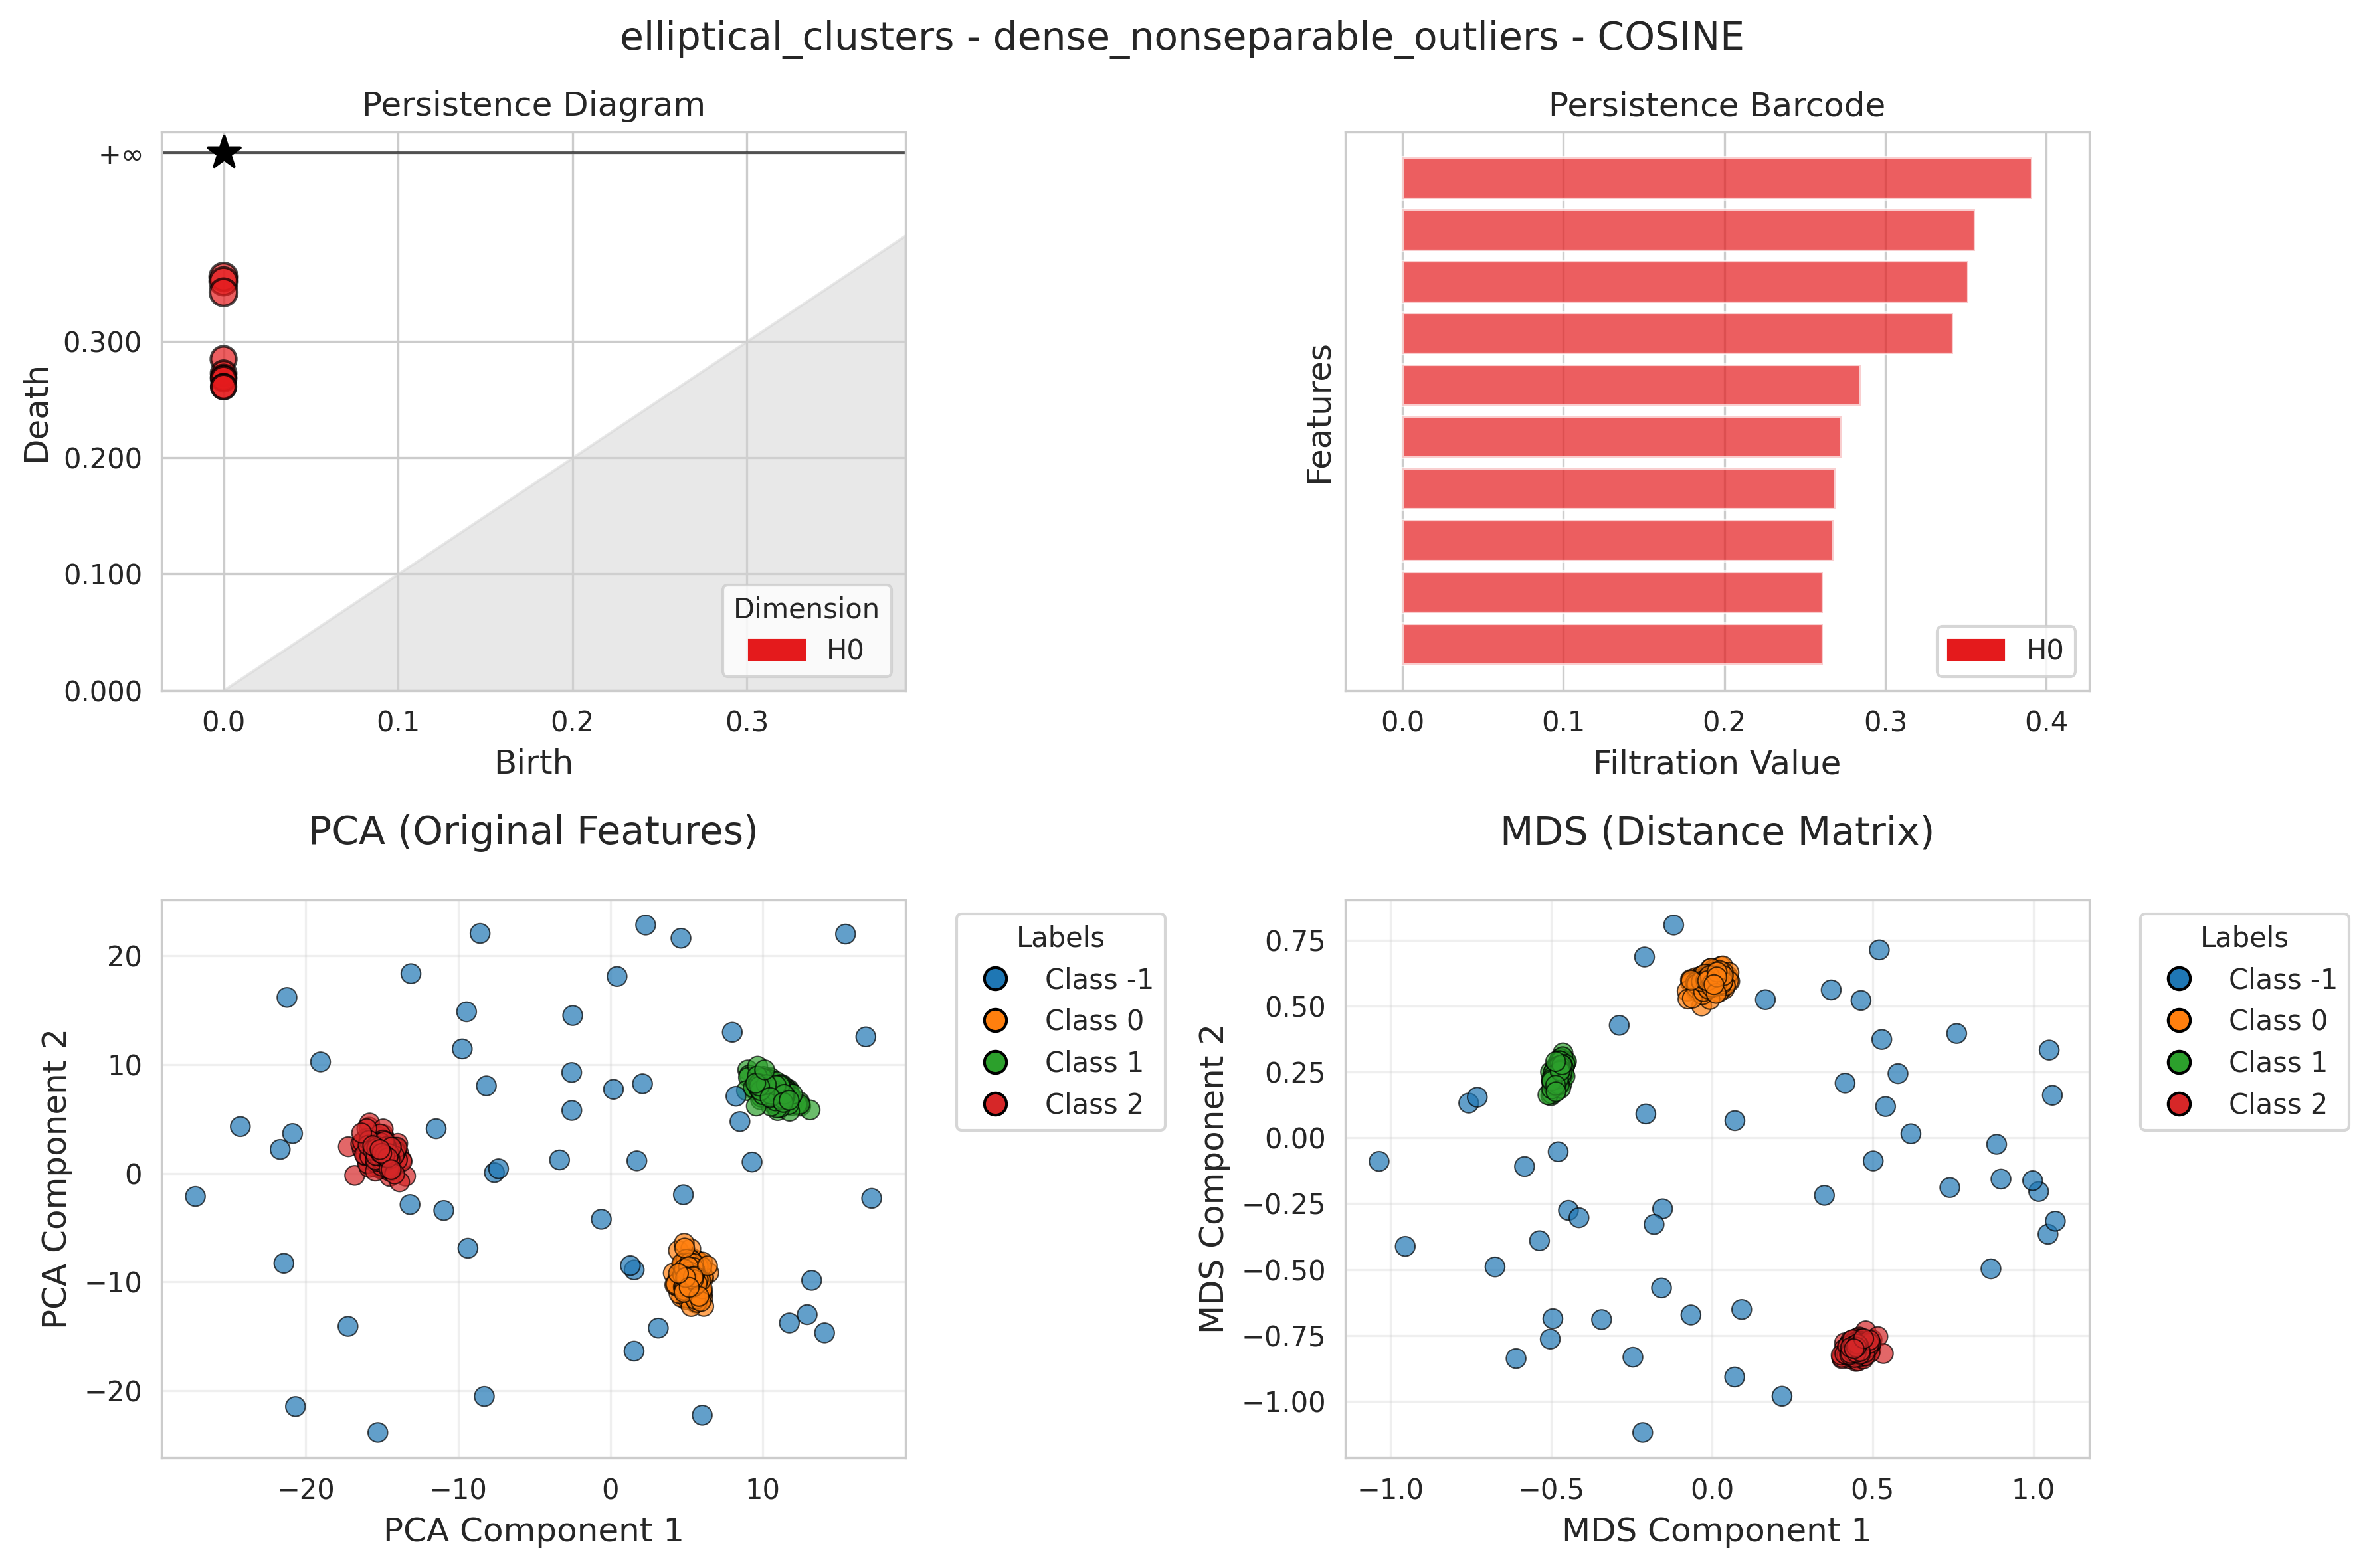 elliptical_clusters - dense_nonseparable_outliers - COSINE
Persistence Diagram
+∞
0.300
0.200
0.100
0.000
Death
0.0 0.1 0.2 0.3
Birth
Dimension
H0
Persistence Barcode
Features
0.0 0.1 0.2 0.3 0.4
Filtration Value
H0
PCA (Original Features)
20
10
0
−10
−20
PCA Component 2
−20 −10 0 10
PCA Component 1
Labels
Class -1
Class 0
Class 1
Class 2
MDS (Distance Matrix)
0.75
0.50
0.25
0.00
−0.25
−0.50
−0.75
−1.00
MDS Component 2
−1.0 −0.5 0.0 0.5 1.0
MDS Component 1
Labels
Class -1
Class 0
Class 1
Class 2